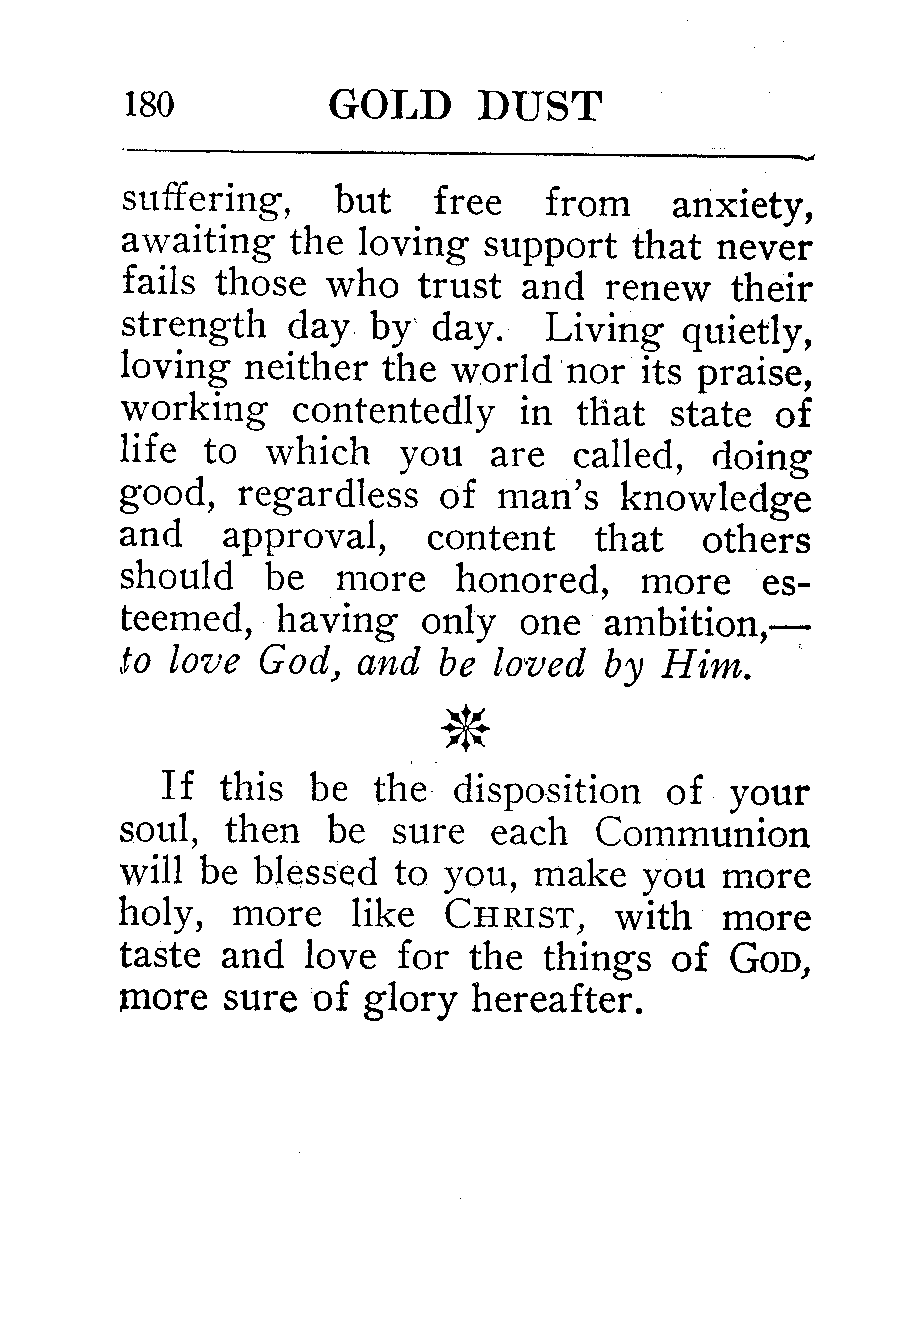 180 GOLD DUST
suffering, but free from anxiety,
awaiting the loving support that never
fails those who trust and renew their
strength day by day. Living quietly,
loving neither the world nor its praise,
working contentedly in that state of
life to which you are called, doing
good, regardless of man's knowledge
and approval, content that others
should be more honored, more es-
teemed, having only one ambition,—
to love God, and be loved by Him.
If this be the disposition of your
soul, then be sure each Communion
will be blessed to you, make you more
holy, more like CHRIST, with more
taste and love for the things of GOD,
more sure of glory hereafter.